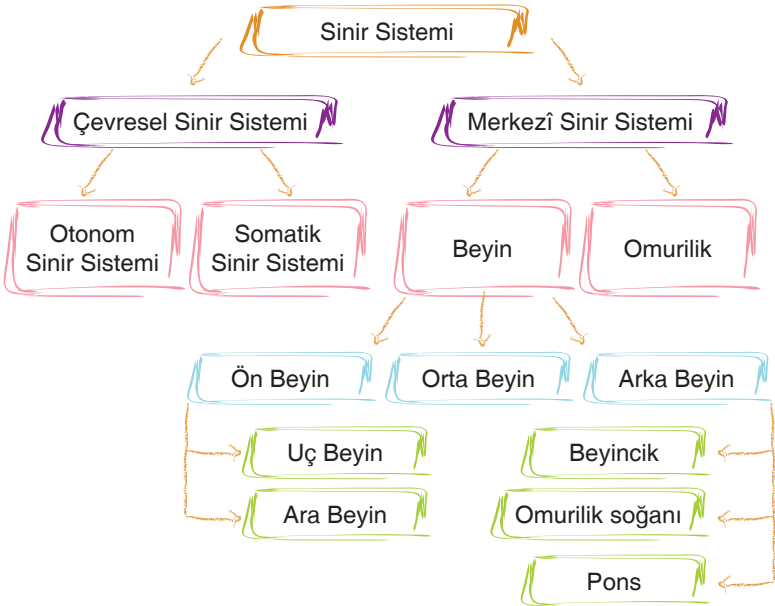 Sinir Sistemi
Çevresel Sinir Sistemi
Merkezî Sinir Sistemi
Otonom
Sinir Sistemi
Somatik
Sinir Sistemi
Beyin
Omurilik
Ön Beyin
Orta Beyin
Arka Beyin
Uç Beyin
Beyincik
Ara Beyin
Omurilik soğanı
Pons